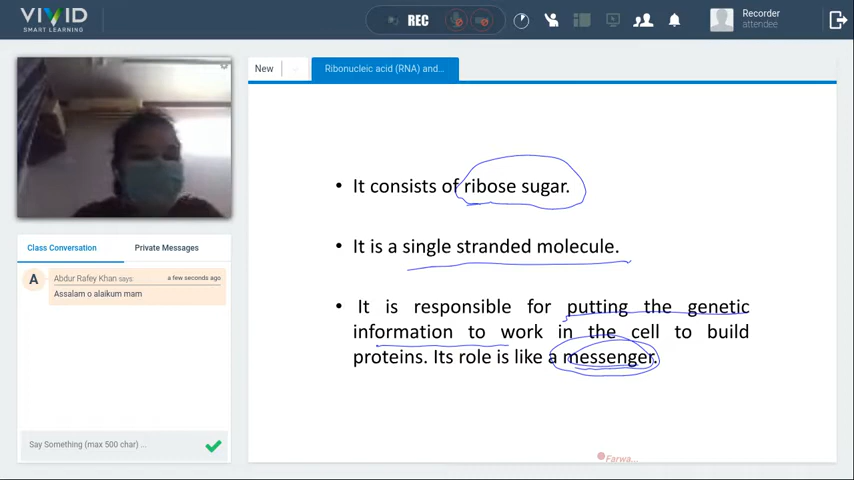 VIVID
SMART LEARNING
REC
Recorder
attendee
New
Ribonucleic acid (RNA) and...
• It consists of ribose sugar.
• It is a single stranded molecule.
• It is responsible for putting the genetic
information to work in the cell to build
proteins. Its role is like a messenger.
Class Conversation
Private Messages
A
Abdur Rafey Khan says:
a few seconds ago
Assalam o alaikum mam
Say Something (max 500 char) ...
Farwa...